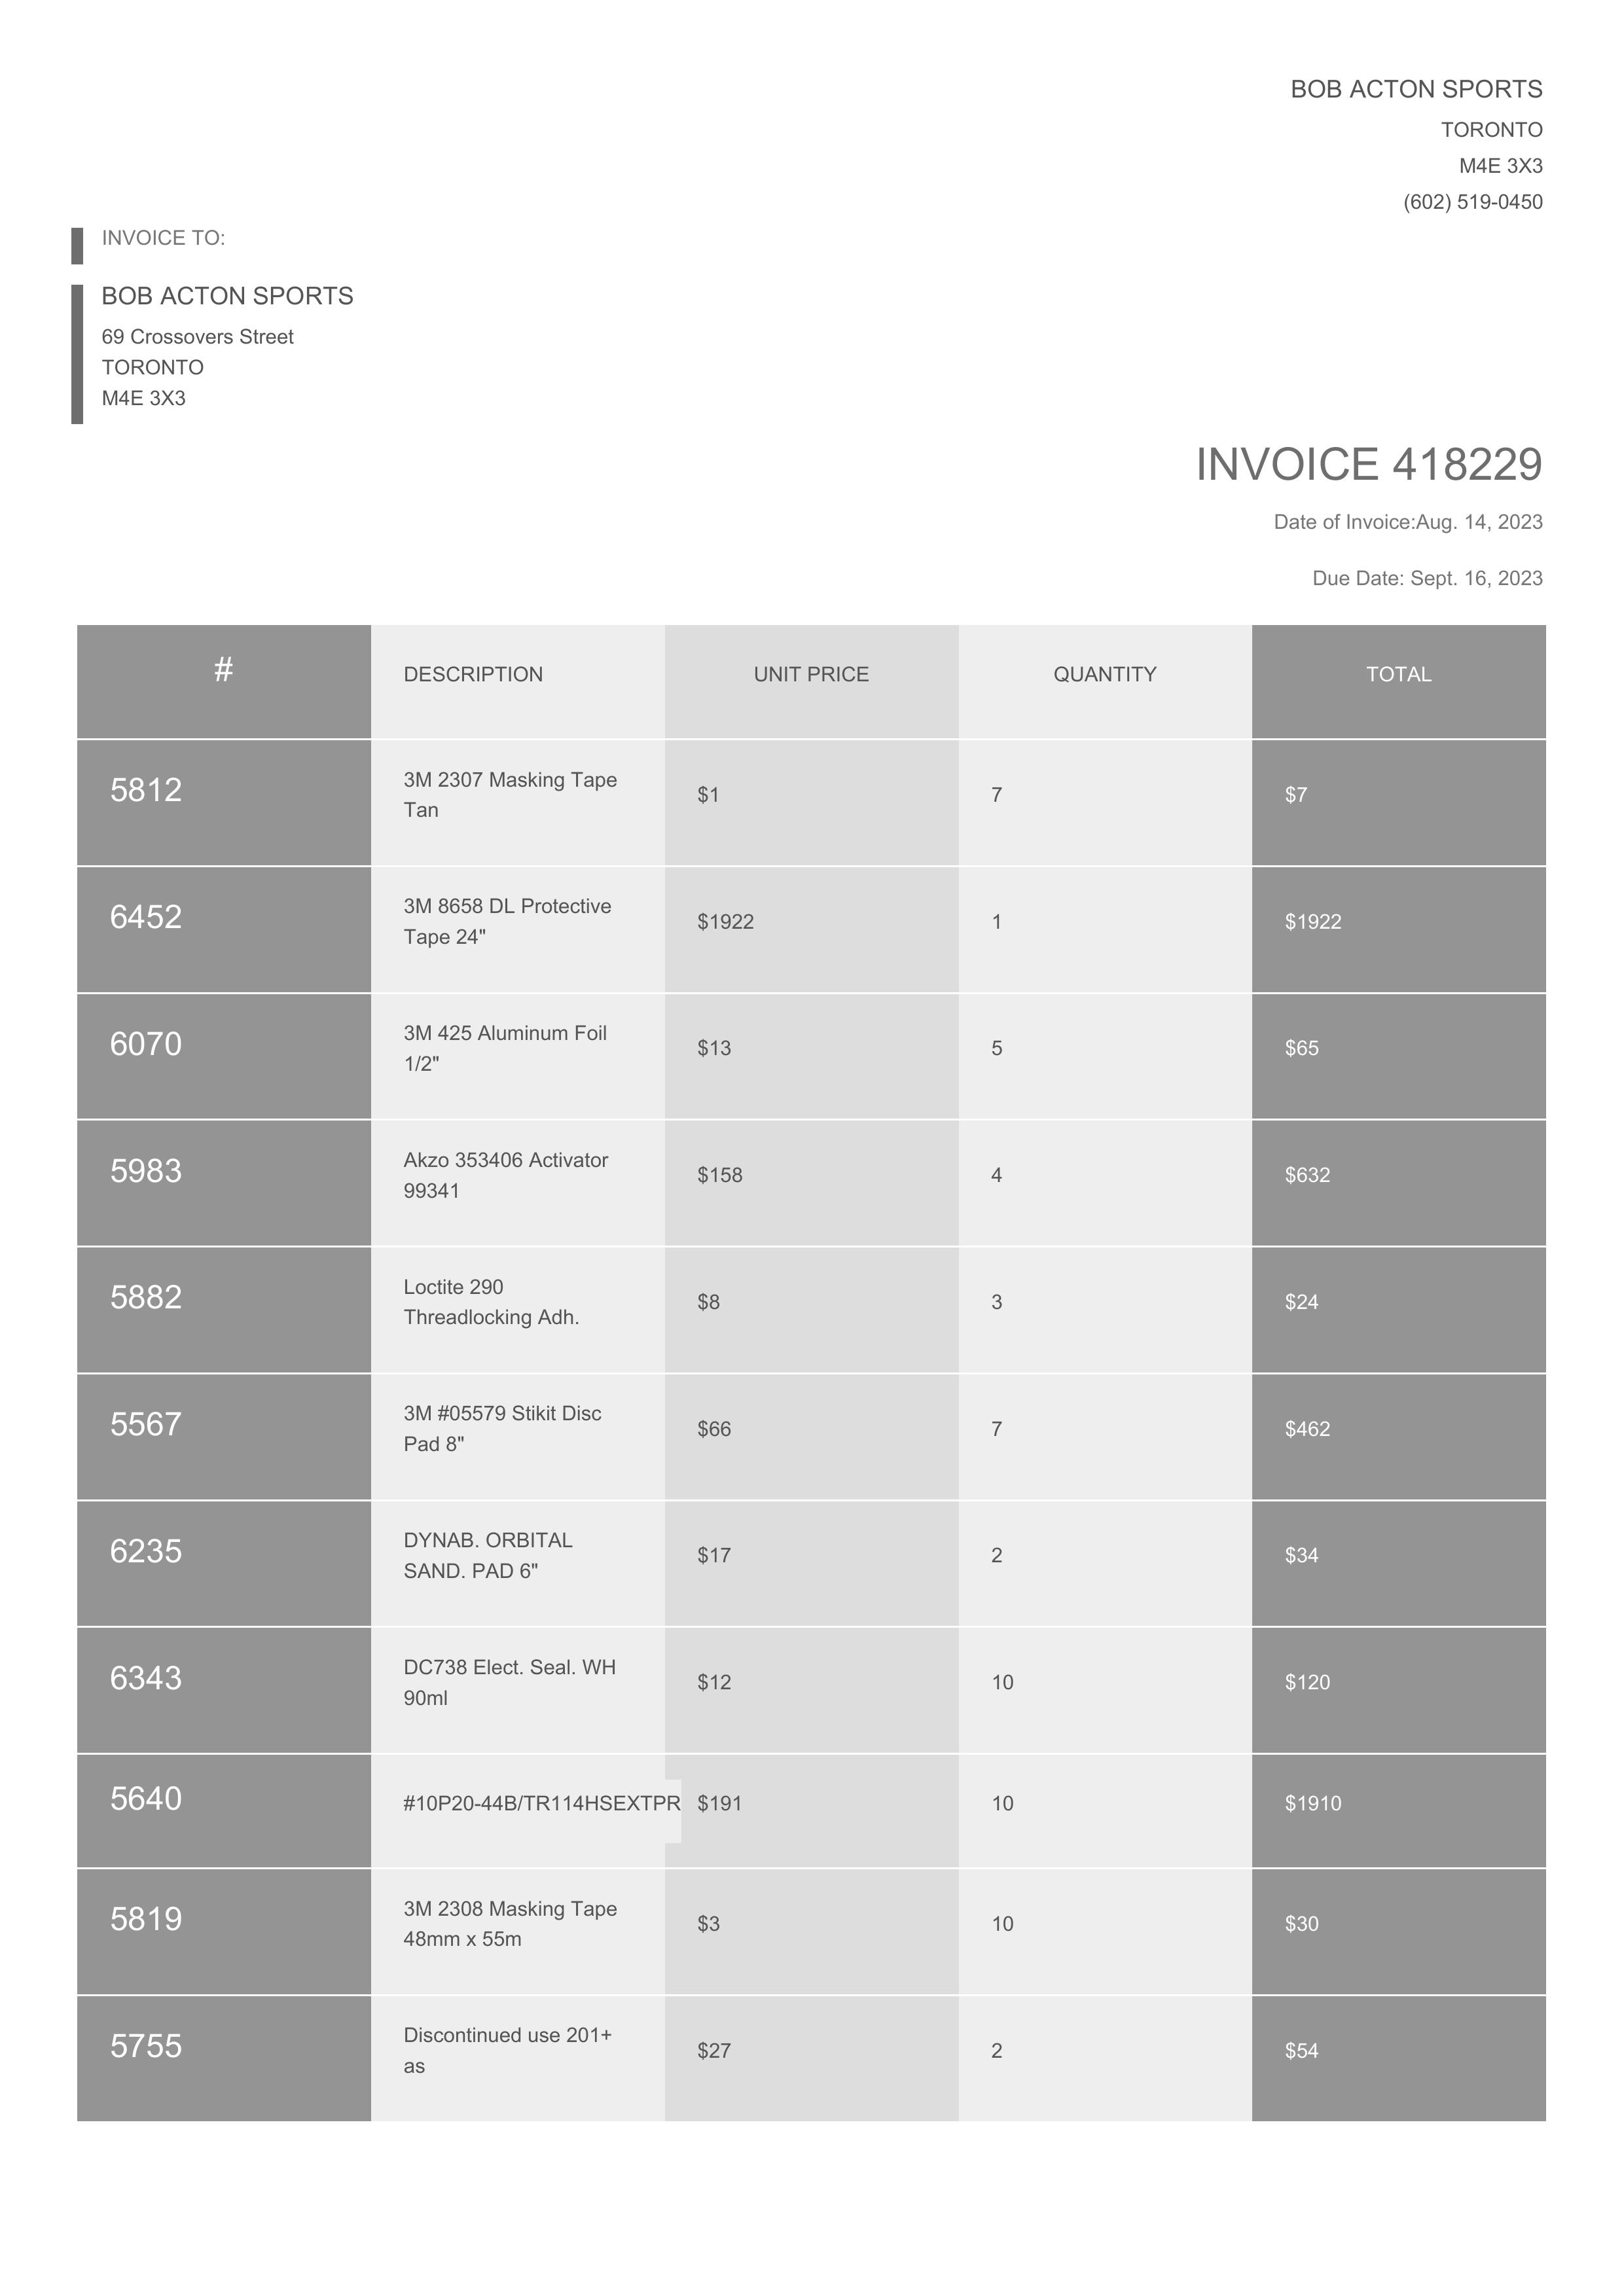 BOB ACTON SPORTS
TORONTO
M4E 3X3
(602) 519-0450
INVOICE TO:
BOB ACTON SPORTS
69 Crossovers Street
TORONTO
M4E 3X3
INVOICE 418229
Date of Invoice:Aug. 14, 2023
Due Date: Sept. 16, 2023
# DESCRIPTION UNIT PRICE QUANTITY TOTAL
5812 3M 2307 Masking Tape $1 7 $7
Tan
6452 3M 8658 DL Protective $1922 1 $1922
Tape 24"
6070 3M 425 Aluminum Foil $13 5 $65
1/2"
5983 Akzo 353406 Activator $158 4 $632
99341
5882 Loctite 290 $8 3 $24
Threadlocking Adh.
5567 3M #05579 Stikit Disc $66 7 $462
Pad 8"
6235 DYNAB. ORBITAL $17 2 $34
SAND. PAD 6"
6343 DC738 Elect. Seal. WH $12 10 $120
90ml
5640 #10P20-44B/TR114HSEXTPR $191 10 $1910
5819 3M 2308 Masking Tape $3 10 $30
48mm x 55m
5755 Discontinued use 201+ $27 2 $54
as